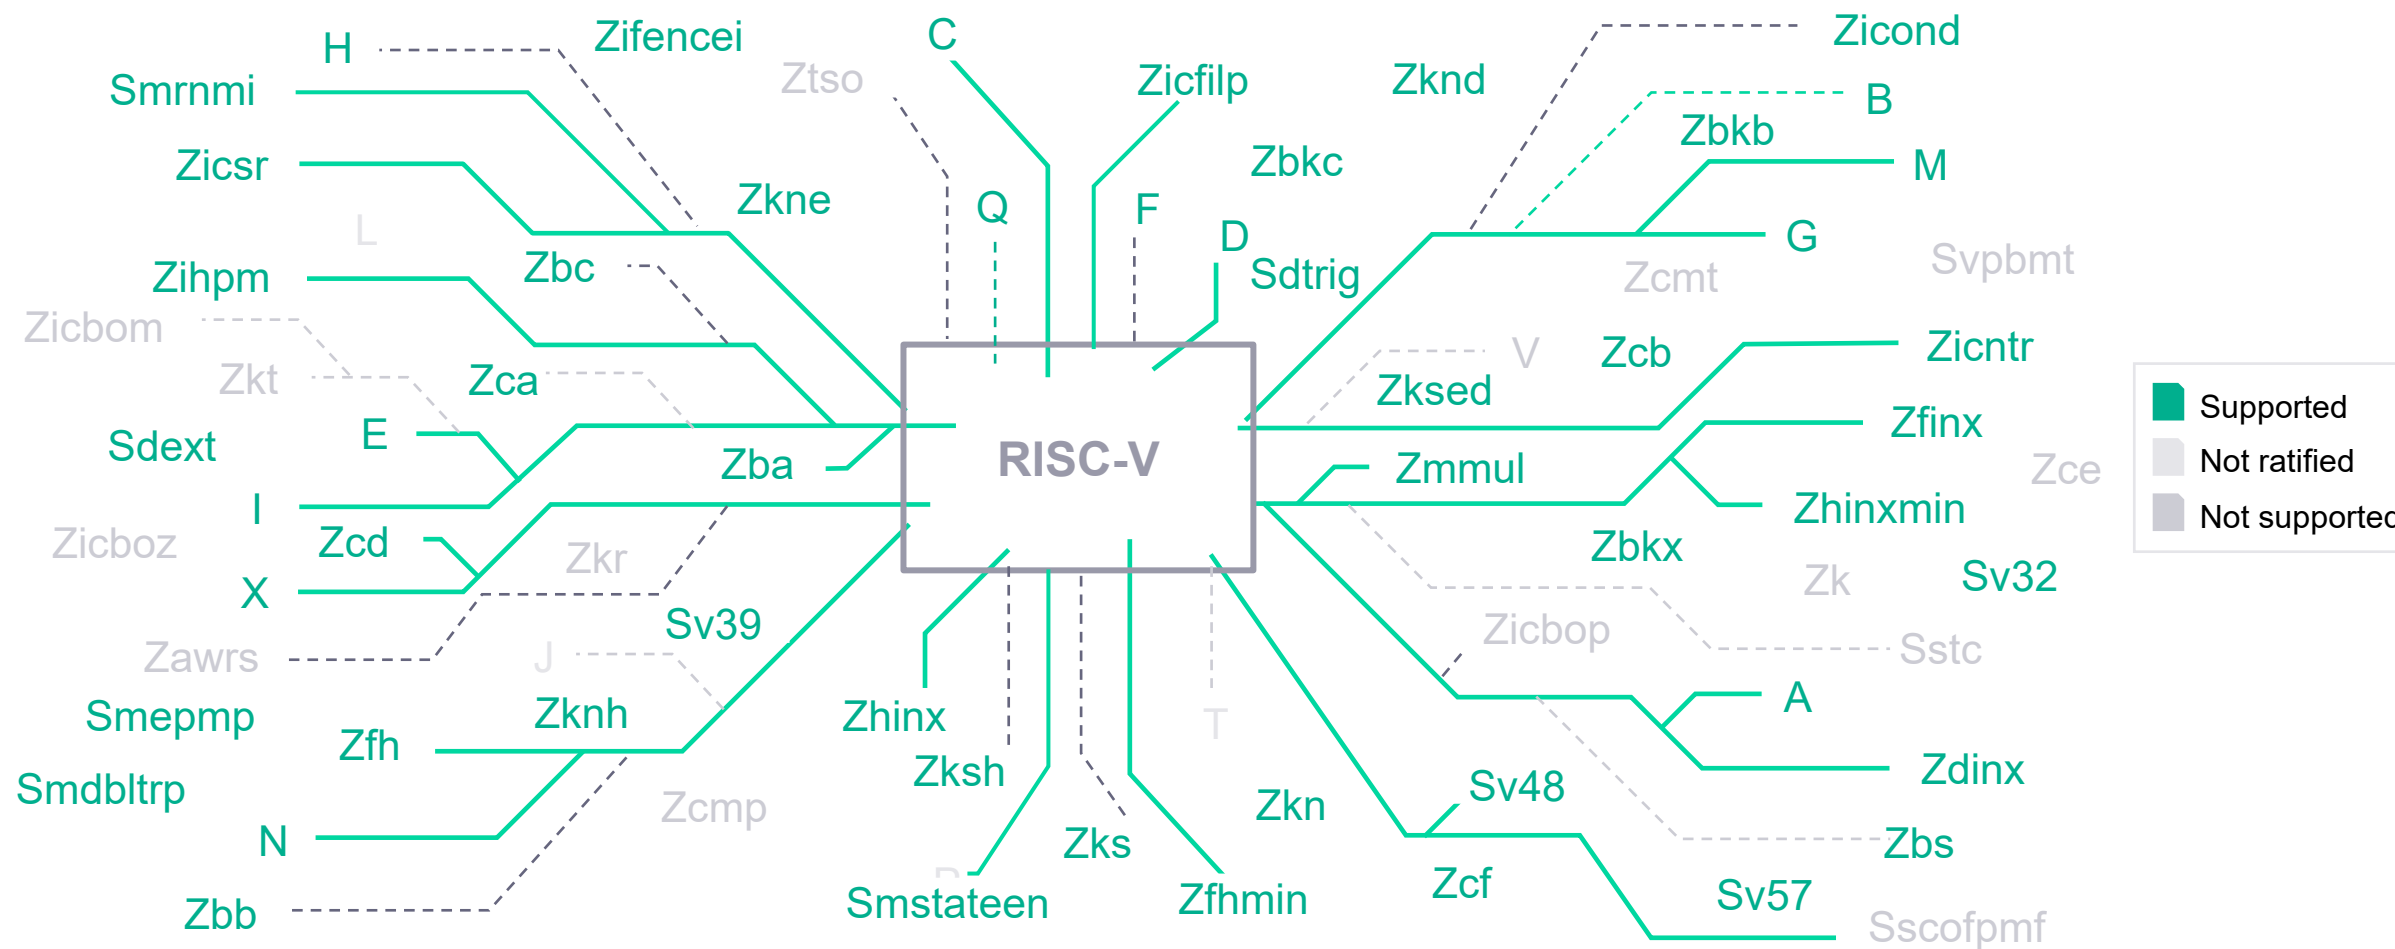 H
Zifencei
C
Ztso
Zicfilp
Zknd
Zicond
Smrnmi
B
Zbkb
Zicsr
Zbkc
M
Zkne
Q
F
L
D
G
Zihpm
Zbc
Sdtrig
Zcmt
Svpbmt
Zicbom
Zkt
Zca
V
Zcb
Zicntr
Zksed
Supported
Sdext
E
Zba
RISC-V
Zmmul
Zfinx
Zce
Not ratified
I
Zhinxmin
Not supported
Zicboz
Zcd
Zkr
Zbkx
Zk
Sv32
X
Sv39
Zicbop
Sstc
Zawrs
J
Smepmp
Zknh
Zhinx
T
A
Zfh
Zksh
Zdinx
Smdbltrp
Zcmp
Zkn
Sv48
N
Zks
Zbs
Zbb
Smstateen
Zfhmin
Zcf
Sv57
Sscofpmf